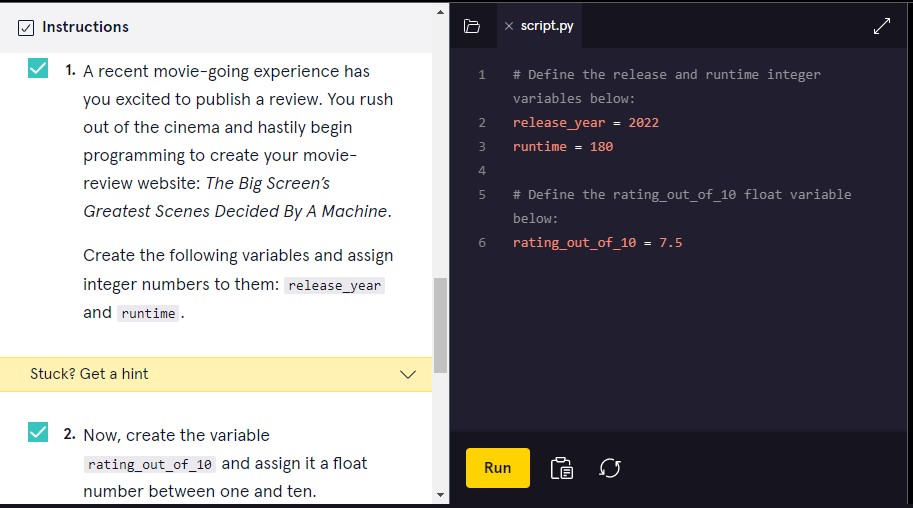 Instructions
1. A recent movie-going experience has
you excited to publish a review. You rush
out of the cinema and hastily begin
programming to create your movie-
review website: The Big Screen's
Greatest Scenes Decided By A Machine.
Create the following variables and assign
integer numbers to them: release_year
and runtime.
Stuck? Get a hint
2. Now, create the variable
rating_out_of_10 and assign it a float
number between one and ten.
script.py
1 # Define the release and runtime integer
variables below:
2 release_year = 2022
3 runtime = 180
4
5 # Define the rating_out_of_10 float variable
below:
6 rating_out_of_10 = 7.5
Run